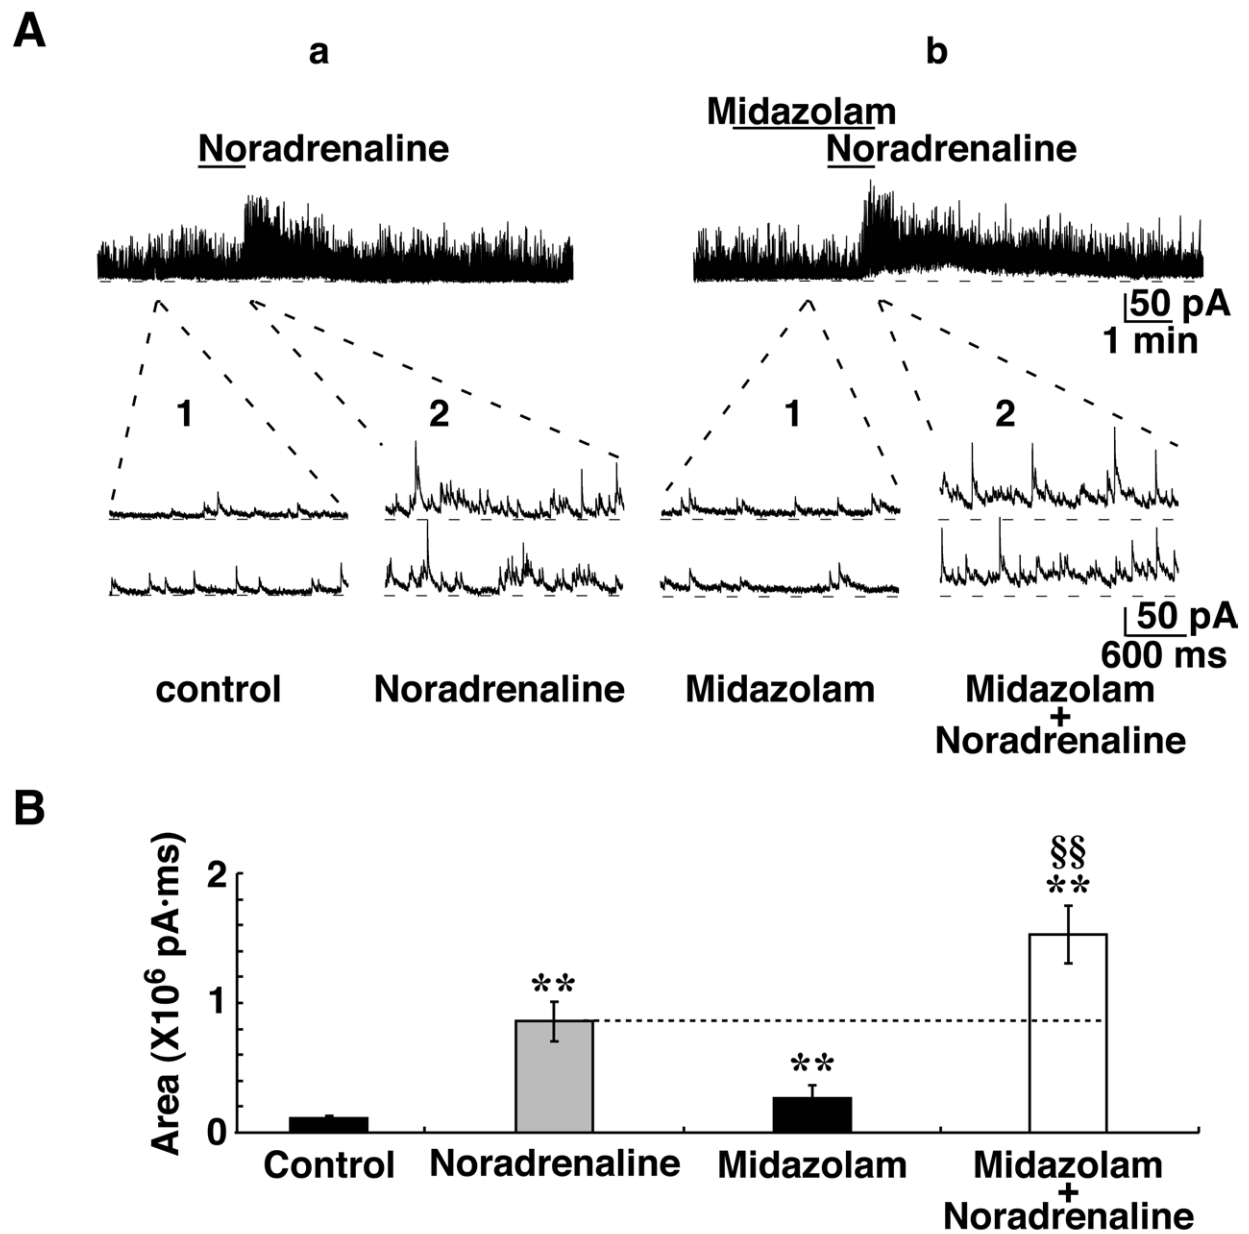 A
a
b
Midazolam
Noradrenaline
Noradrenaline
50 pA
1 min
1
2
1
2
50 pA
600 ms
control
Noradrenaline
Midazolam
Midazolam
+
Noradrenaline
B
Area (X10⁶ pA·ms)
2
1
0
**
**
§§
**
Control
Noradrenaline
Midazolam
Midazolam
+
Noradrenaline